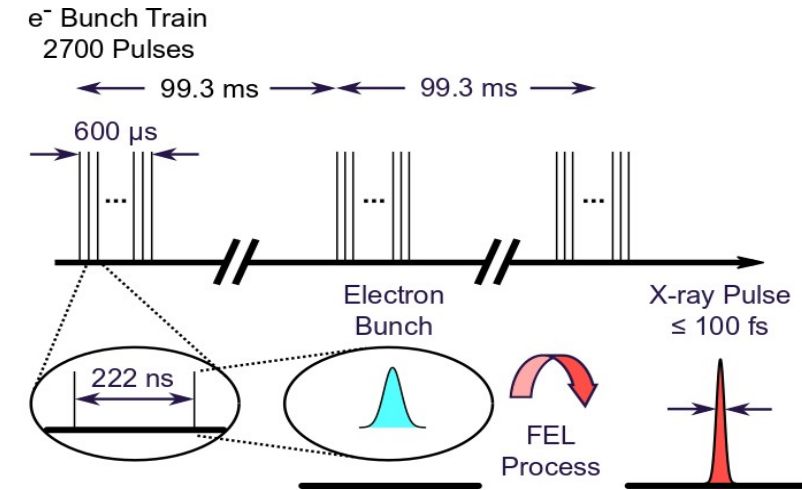 e⁻ Bunch Train
2700 Pulses
99.3 ms
99.3 ms
600 µs
...
...
...
Electron
Bunch
X-ray Pulse
≤ 100 fs
222 ns
FEL
Process